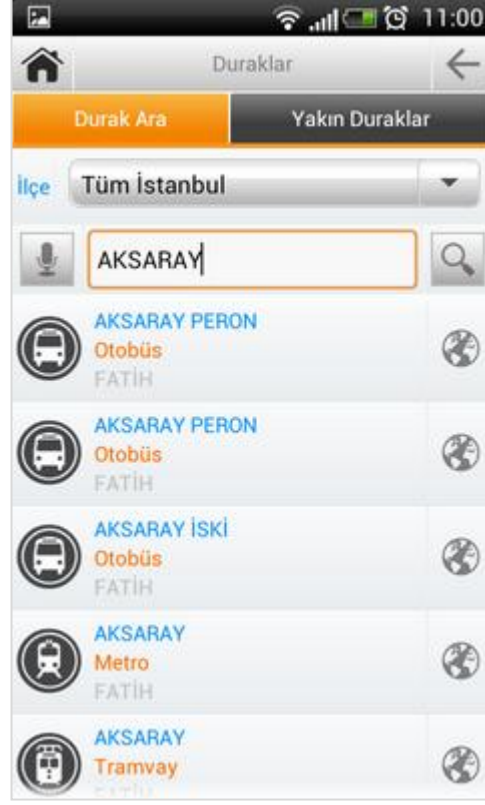 11:00
Duraklar
Durak Ara
Yakın Duraklar
İlçe
Tüm İstanbul
AKSARAY
AKSARAY PERON
Otobüs
FATİH
AKSARAY PERON
Otobüs
FATİH
AKSARAY İSKİ
Otobüs
FATİH
AKSARAY
Metro
FATİH
AKSARAY
Tramvay